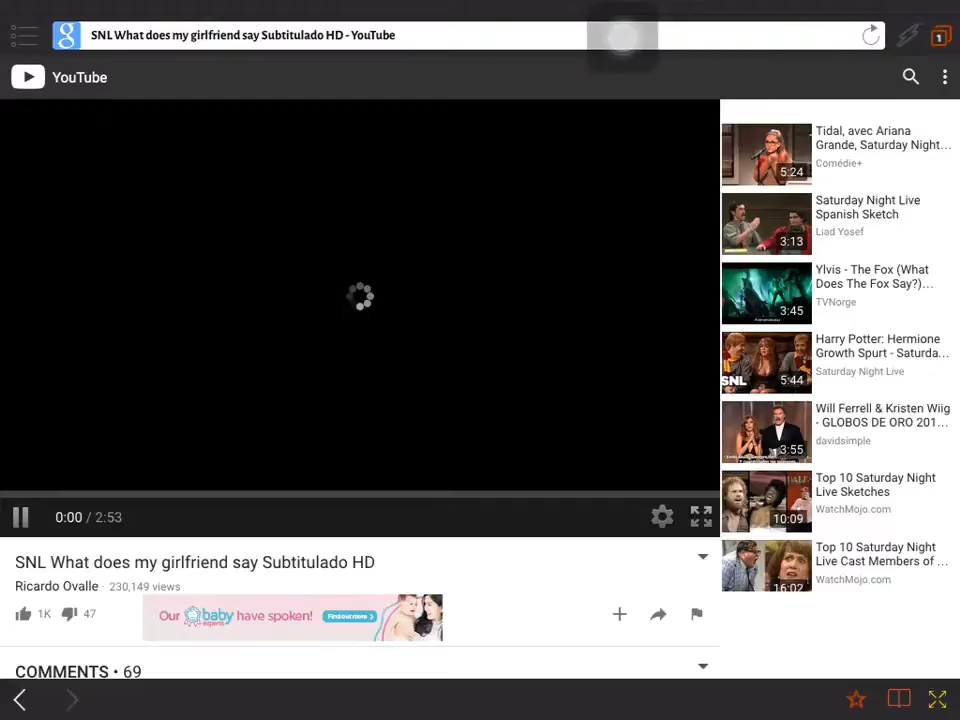 SNL What does my girlfriend say Subtitulado HD - YouTube
1
YouTube
Tidal, avec Ariana
Grande, Saturday Night...
Comédie+
5:24
Saturday Night Live
Spanish Sketch
Liad Yosef
3:13
Ylvis - The Fox (What
Does The Fox Say?)...
TVNorge
3:45
Harry Potter: Hermione
Growth Spurt - Saturda...
Saturday Night Live
SNL
5:44
Will Ferrell & Kristen Wiig
- GLOBOS DE ORO 201...
davidsimple
3:55
Top 10 Saturday Night
Live Sketches
WatchMojo.com
10:09
Top 10 Saturday Night
Live Cast Members of ...
WatchMojo.com
16:02
0:00 / 2:53
SNL What does my girlfriend say Subtitulado HD
Ricardo Ovalle · 230,149 views
1K 47
Our baby experts have spoken! Find out more >
COMMENTS • 69